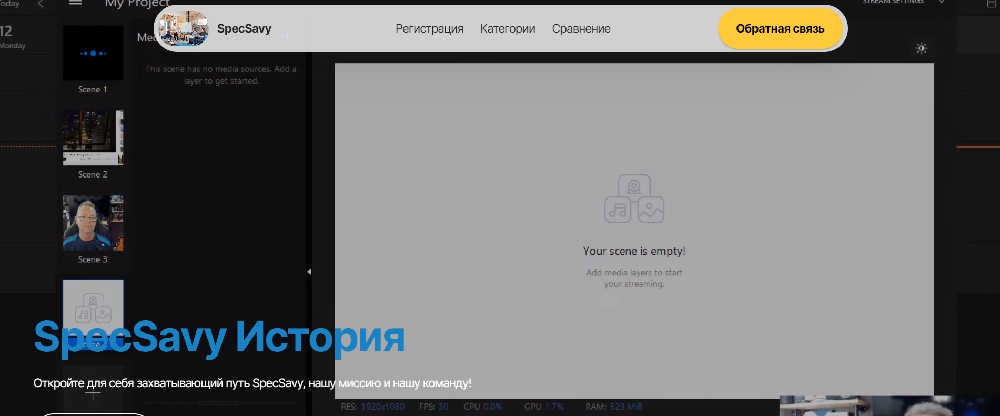 Today
My Project
STREAM SETTINGS
SpecSavy
Регистрация
Категории
Сравнение
Обратная связь
12
Monday
This scene has no media sources. Add a
layer to get started.
Scene 1
Scene 2
Scene 3
Your scene is empty!
Add media layers to start
your streaming.
Scene 4
SpecSavy История
Откройте для себя захватывающий путь SpecSavy, нашу миссию и нашу команду!
RES: 1920x1080 FPS: 30 CPU 0.0% GPU 1.7% RAM: 529 MiB